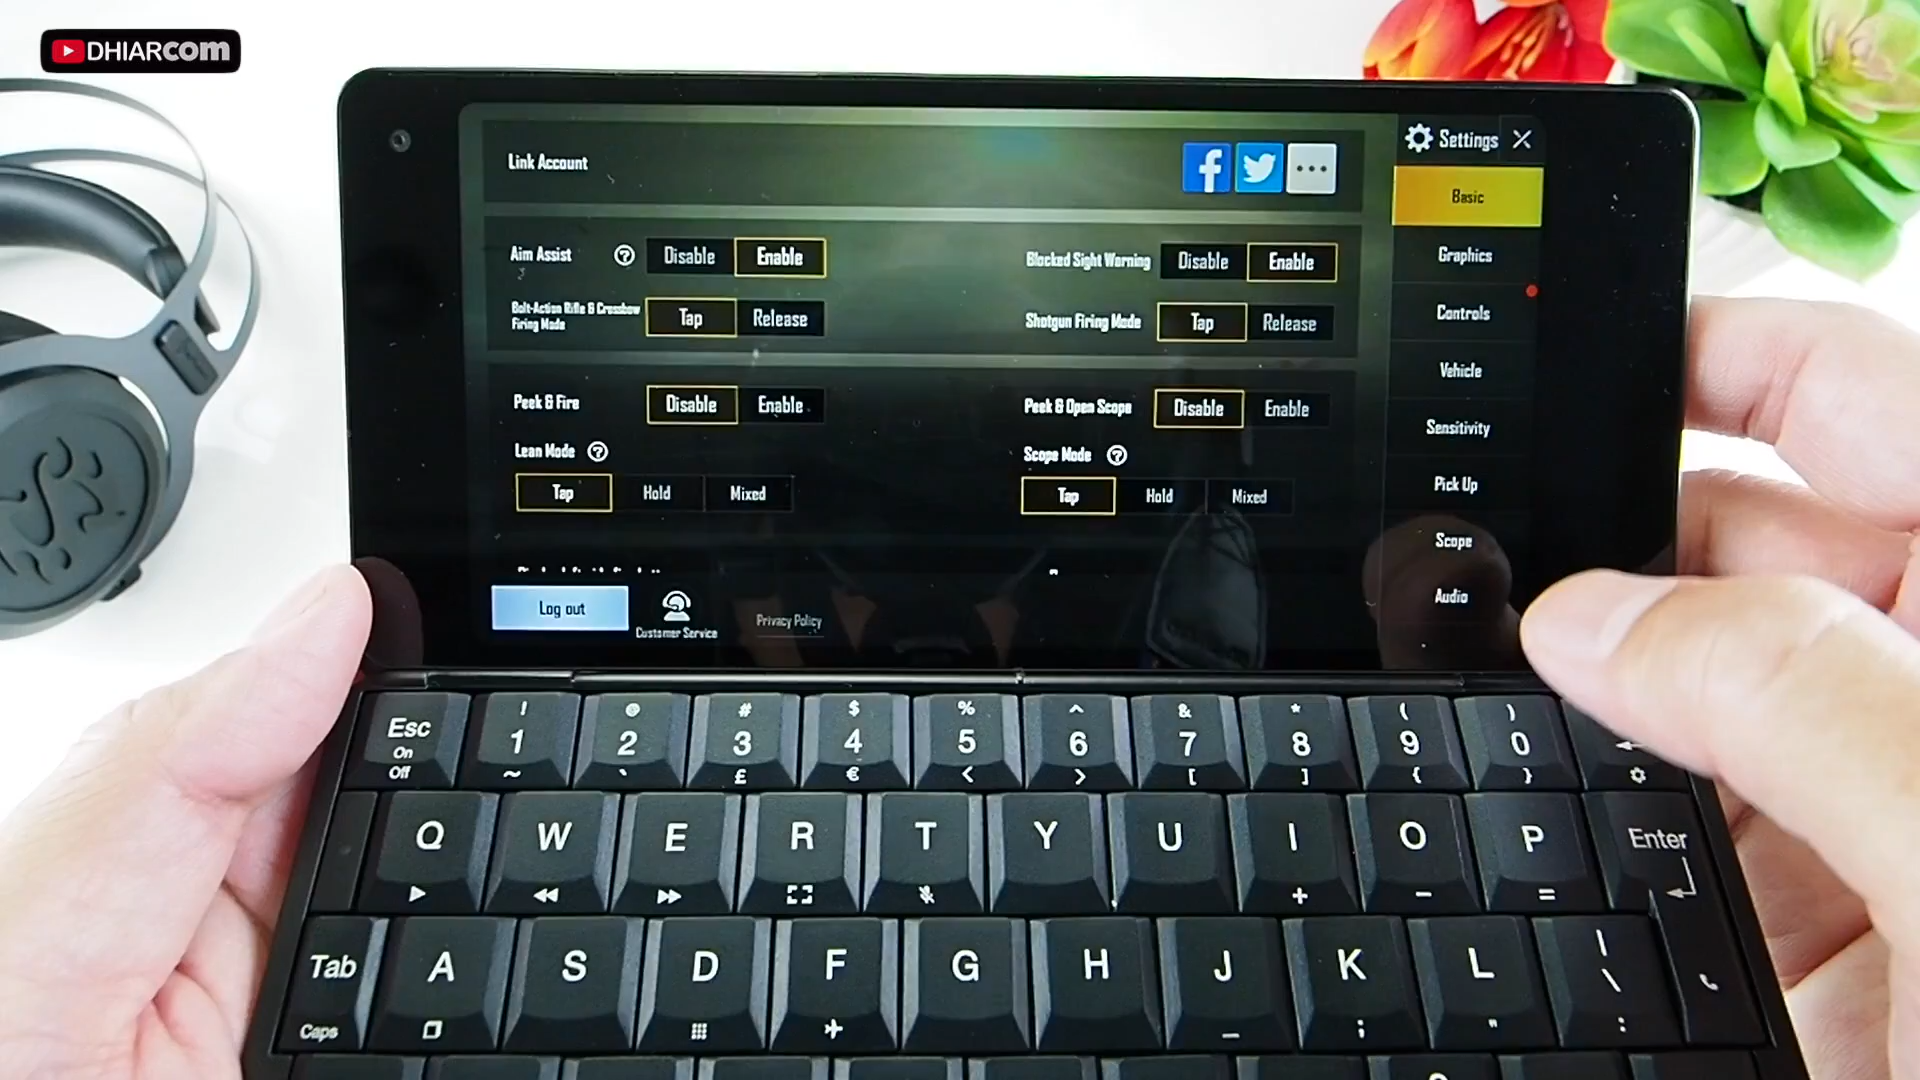 DHIARCOM
Link Account
Settings
Basic
Aim Assist
Disable
Enable
Blocked Sight Warning
Disable
Enable
Graphics
Bolt-Action Rifle & Crossbow
Firing Mode
Tap
Release
Shotgun Firing Mode
Tap
Release
Controls
Vehicle
Peek & Fire
Disable
Enable
Peek & Open Scope
Disable
Enable
Sensitivity
Lean Mode
Scope Mode
Tap
Hold
Mixed
Tap
Hold
Mixed
Pick Up
Scope
Audio
Log out
Customer Service
Privacy Policy
Esc
On
Off
! 1 ~
@ 2 `
# 3 £
$ 4 €
% 5 <
^ 6 >
& 7 [
* 8 ]
( 9 {
) 0 }
Q W E R T Y U I O P Enter
+ - =
Tab A S D F G H J K L | \ :
Caps
_ ; "